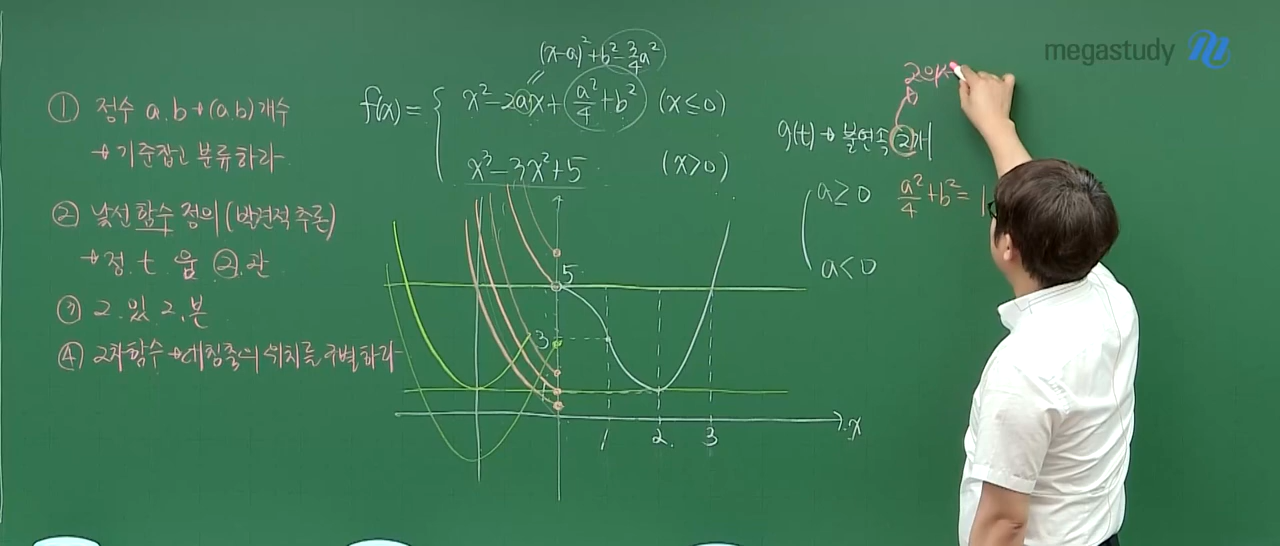 megastudy
① 정수 a.b → (a.b) 개수
→ 기준잡고 분류하라
② 낯선 함수 정의 (발견적 추론)
→ 정. t. 움 ②. 관
③ 2. 있 2. 본
④ 2차함수 → 대칭축의 위치를 구별하라
(x-a)²+b²-3/4a²
f(x) = { x²-2ax+a²/4+b² (x≤0)
x³-3x²+5 (x>0)
5
3
1 2. 3 x
2이
g(t) → 불연속 ②개
a≥0 a²/4+b²= 1
a<0